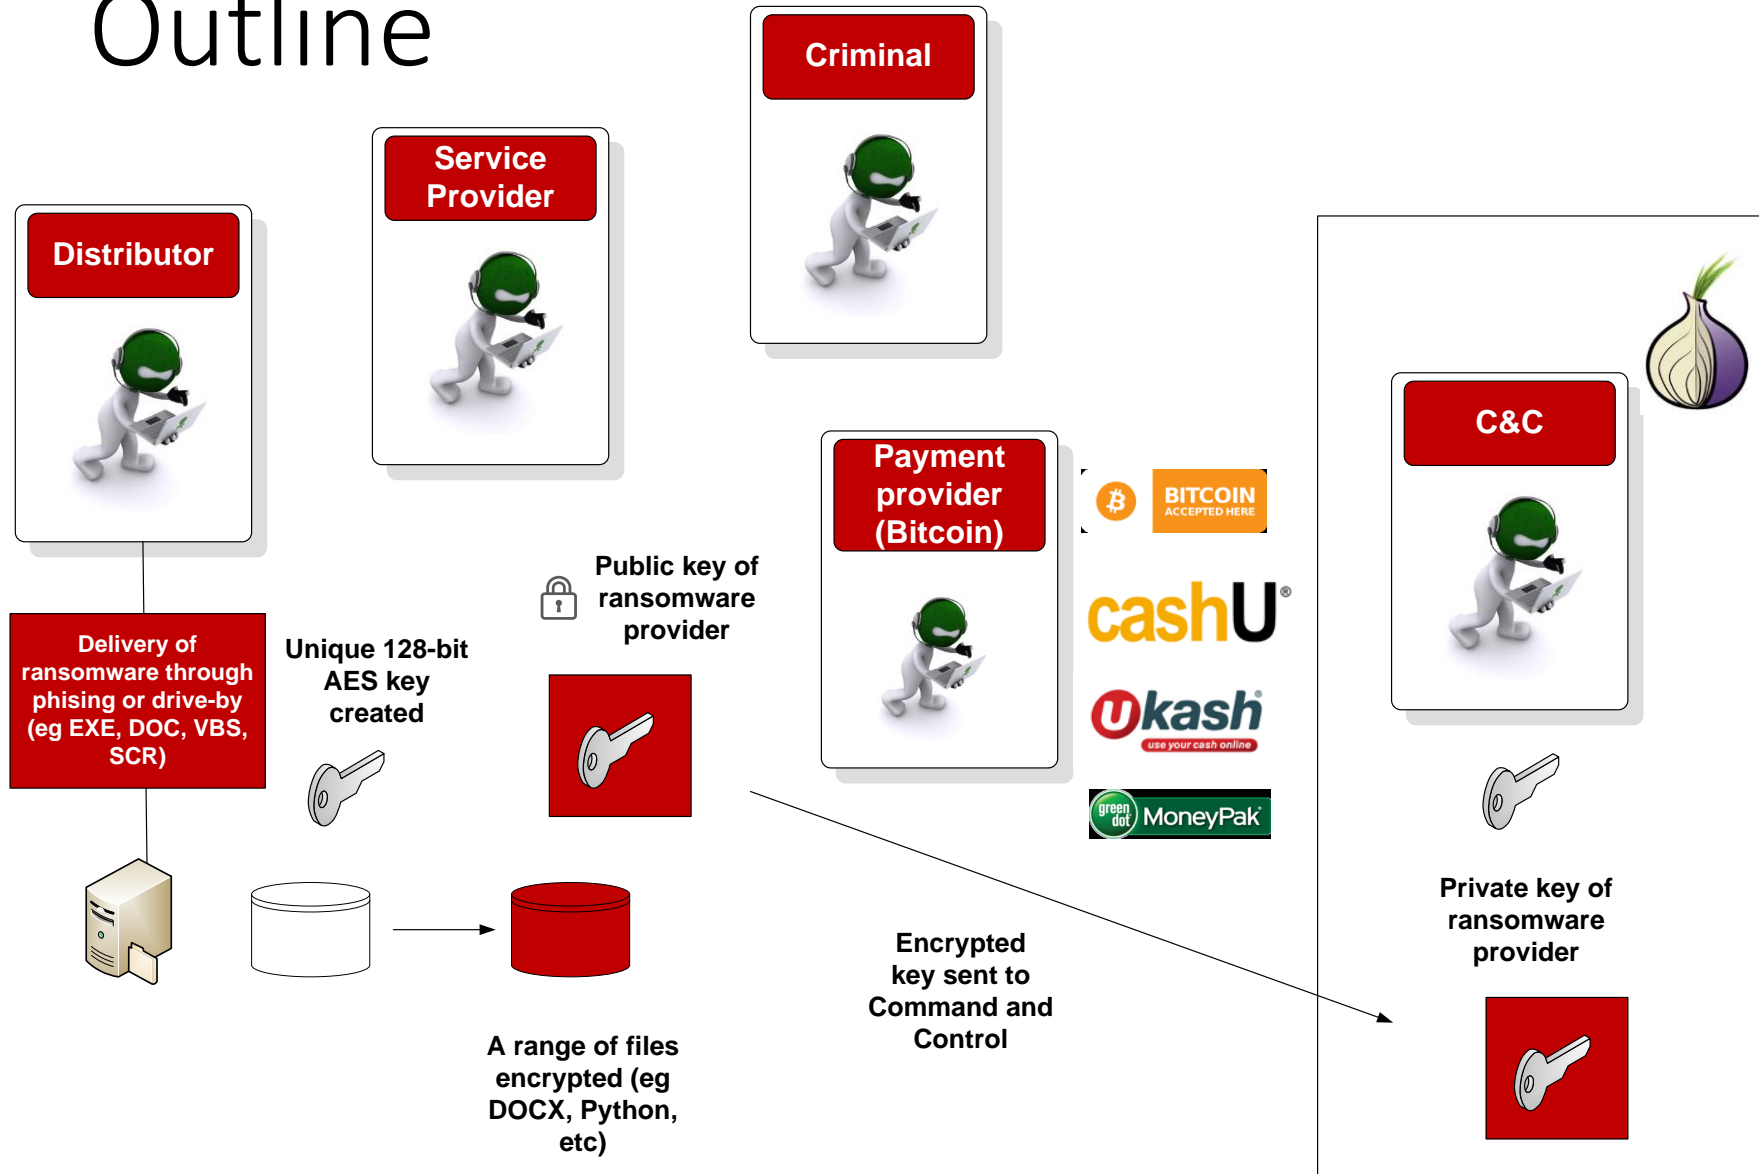 Outline
Criminal
Service
Provider
Distributor
C&C
Payment
provider
(Bitcoin)
BITCOIN
ACCEPTED HERE
cashU®
Ukash
use your cash online
green
dot
MoneyPak
Public key of
ransomware
provider
Delivery of
ransomware through
phising or drive-by
(eg EXE, DOC, VBS,
SCR)
Unique 128-bit
AES key
created
Private key of
ransomware
provider
Encrypted
key sent to
Command and
Control
A range of files
encrypted (eg
DOCX, Python,
etc)